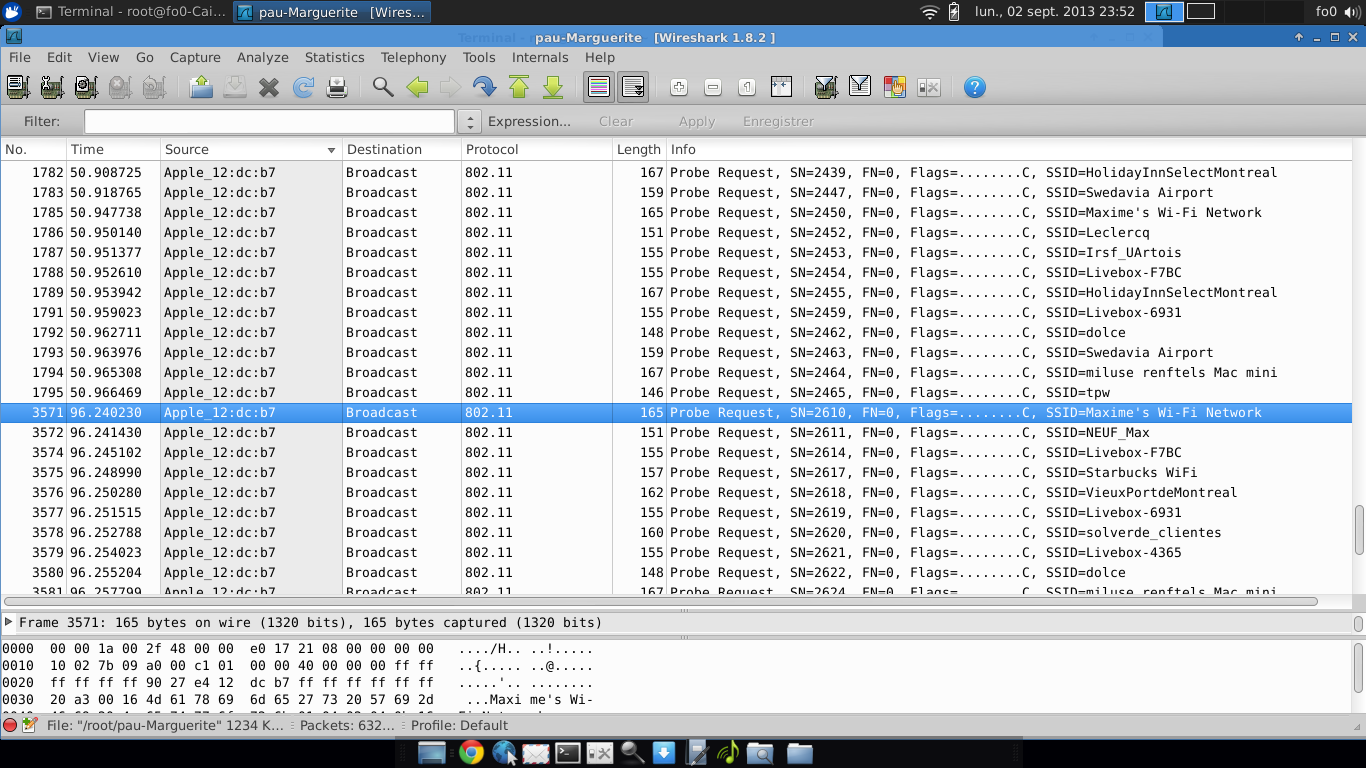 Terminal - root@fo0-Cai... pau-Marguerite [Wires... lun., 02 sept. 2013 23:52 fo0
pau-Marguerite [Wireshark 1.8.2 ]
File Edit View Go Capture Analyze Statistics Telephony Tools Internals Help
Filter: Expression... Clear Apply Enregistrer
No. Time Source Destination Protocol Length Info
1782 50.908725 Apple_12:dc:b7 Broadcast 802.11 167 Probe Request, SN=2439, FN=0, Flags=........C, SSID=HolidayInnSelectMontreal
1783 50.918765 Apple_12:dc:b7 Broadcast 802.11 159 Probe Request, SN=2447, FN=0, Flags=........C, SSID=Swedavia Airport
1785 50.947738 Apple_12:dc:b7 Broadcast 802.11 165 Probe Request, SN=2450, FN=0, Flags=........C, SSID=Maxime's Wi-Fi Network
1786 50.950140 Apple_12:dc:b7 Broadcast 802.11 151 Probe Request, SN=2452, FN=0, Flags=........C, SSID=Leclercq
1787 50.951377 Apple_12:dc:b7 Broadcast 802.11 155 Probe Request, SN=2453, FN=0, Flags=........C, SSID=Irsf_UArtois
1788 50.952610 Apple_12:dc:b7 Broadcast 802.11 155 Probe Request, SN=2454, FN=0, Flags=........C, SSID=Livebox-F7BC
1789 50.953942 Apple_12:dc:b7 Broadcast 802.11 167 Probe Request, SN=2455, FN=0, Flags=........C, SSID=HolidayInnSelectMontreal
1791 50.959023 Apple_12:dc:b7 Broadcast 802.11 155 Probe Request, SN=2459, FN=0, Flags=........C, SSID=Livebox-6931
1792 50.962711 Apple_12:dc:b7 Broadcast 802.11 148 Probe Request, SN=2462, FN=0, Flags=........C, SSID=dolce
1793 50.963976 Apple_12:dc:b7 Broadcast 802.11 159 Probe Request, SN=2463, FN=0, Flags=........C, SSID=Swedavia Airport
1794 50.965308 Apple_12:dc:b7 Broadcast 802.11 167 Probe Request, SN=2464, FN=0, Flags=........C, SSID=miluse renftels Mac mini
1795 50.966469 Apple_12:dc:b7 Broadcast 802.11 146 Probe Request, SN=2465, FN=0, Flags=........C, SSID=tpw
3571 96.240230 Apple_12:dc:b7 Broadcast 802.11 165 Probe Request, SN=2610, FN=0, Flags=........C, SSID=Maxime's Wi-Fi Network
3572 96.241430 Apple_12:dc:b7 Broadcast 802.11 151 Probe Request, SN=2611, FN=0, Flags=........C, SSID=NEUF_Max
3574 96.245102 Apple_12:dc:b7 Broadcast 802.11 155 Probe Request, SN=2614, FN=0, Flags=........C, SSID=Livebox-F7BC
3575 96.248990 Apple_12:dc:b7 Broadcast 802.11 157 Probe Request, SN=2617, FN=0, Flags=........C, SSID=Starbucks WiFi
3576 96.250280 Apple_12:dc:b7 Broadcast 802.11 162 Probe Request, SN=2618, FN=0, Flags=........C, SSID=VieuxPortdeMontreal
3577 96.251515 Apple_12:dc:b7 Broadcast 802.11 155 Probe Request, SN=2619, FN=0, Flags=........C, SSID=Livebox-6931
3578 96.252788 Apple_12:dc:b7 Broadcast 802.11 160 Probe Request, SN=2620, FN=0, Flags=........C, SSID=solverde_clientes
3579 96.254023 Apple_12:dc:b7 Broadcast 802.11 155 Probe Request, SN=2621, FN=0, Flags=........C, SSID=Livebox-4365
3580 96.255204 Apple_12:dc:b7 Broadcast 802.11 148 Probe Request, SN=2622, FN=0, Flags=........C, SSID=dolce
3581 96.257799 Apple_12:dc:b7 Broadcast 802.11 167 Probe Request, SN=2624, FN=0, Flags=........C, SSID=miluse renftels Mac mini
Frame 3571: 165 bytes on wire (1320 bits), 165 bytes captured (1320 bits)
0000 00 00 1a 00 2f 48 00 00 e0 17 21 08 00 00 00 00 ..../H.. ..!.....
0010 10 02 7b 09 a0 00 c1 01 00 00 40 00 00 00 ff ff ..{..... ..@.....
0020 ff ff ff ff 90 27 e4 12 dc b7 ff ff ff ff ff ff .....'.. ........
0030 20 a3 00 16 4d 61 78 69 6d 65 27 73 20 57 69 2d ...Maxi me's Wi-
File: "/root/pau-Marguerite" 1234 K... Packets: 632... Profile: Default